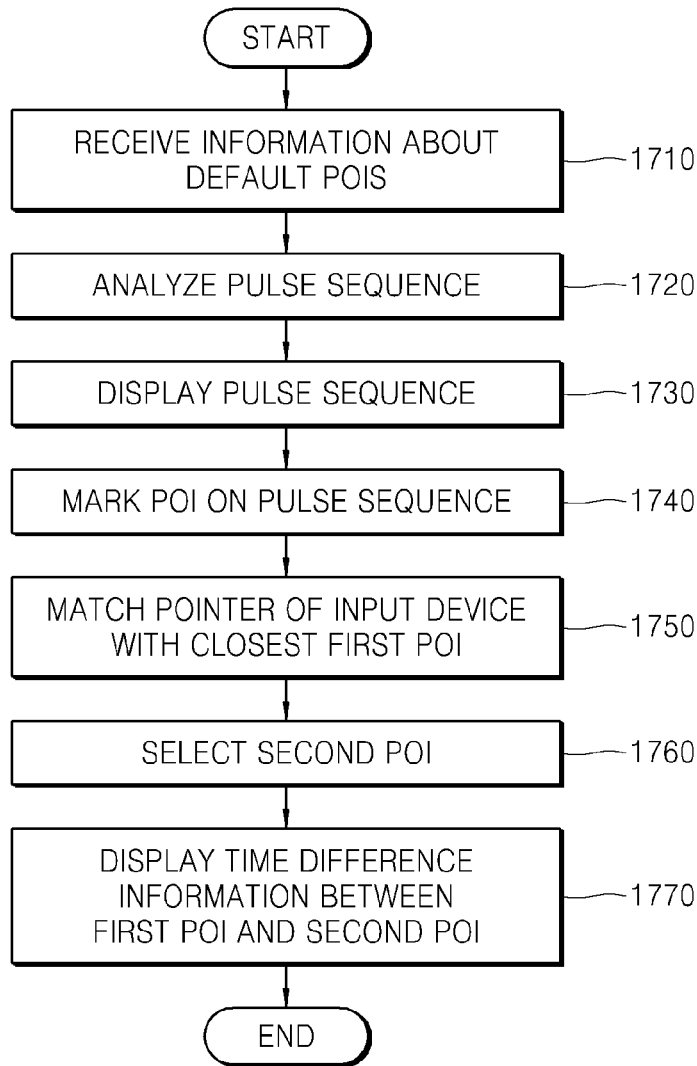 START
RECEIVE INFORMATION ABOUT
DEFAULT POIS
1710
ANALYZE PULSE SEQUENCE
1720
DISPLAY PULSE SEQUENCE
1730
MARK POI ON PULSE SEQUENCE
1740
MATCH POINTER OF INPUT DEVICE
WITH CLOSEST FIRST POI
1750
SELECT SECOND POI
1760
DISPLAY TIME DIFFERENCE
INFORMATION BETWEEN
FIRST POI AND SECOND POI
1770
END